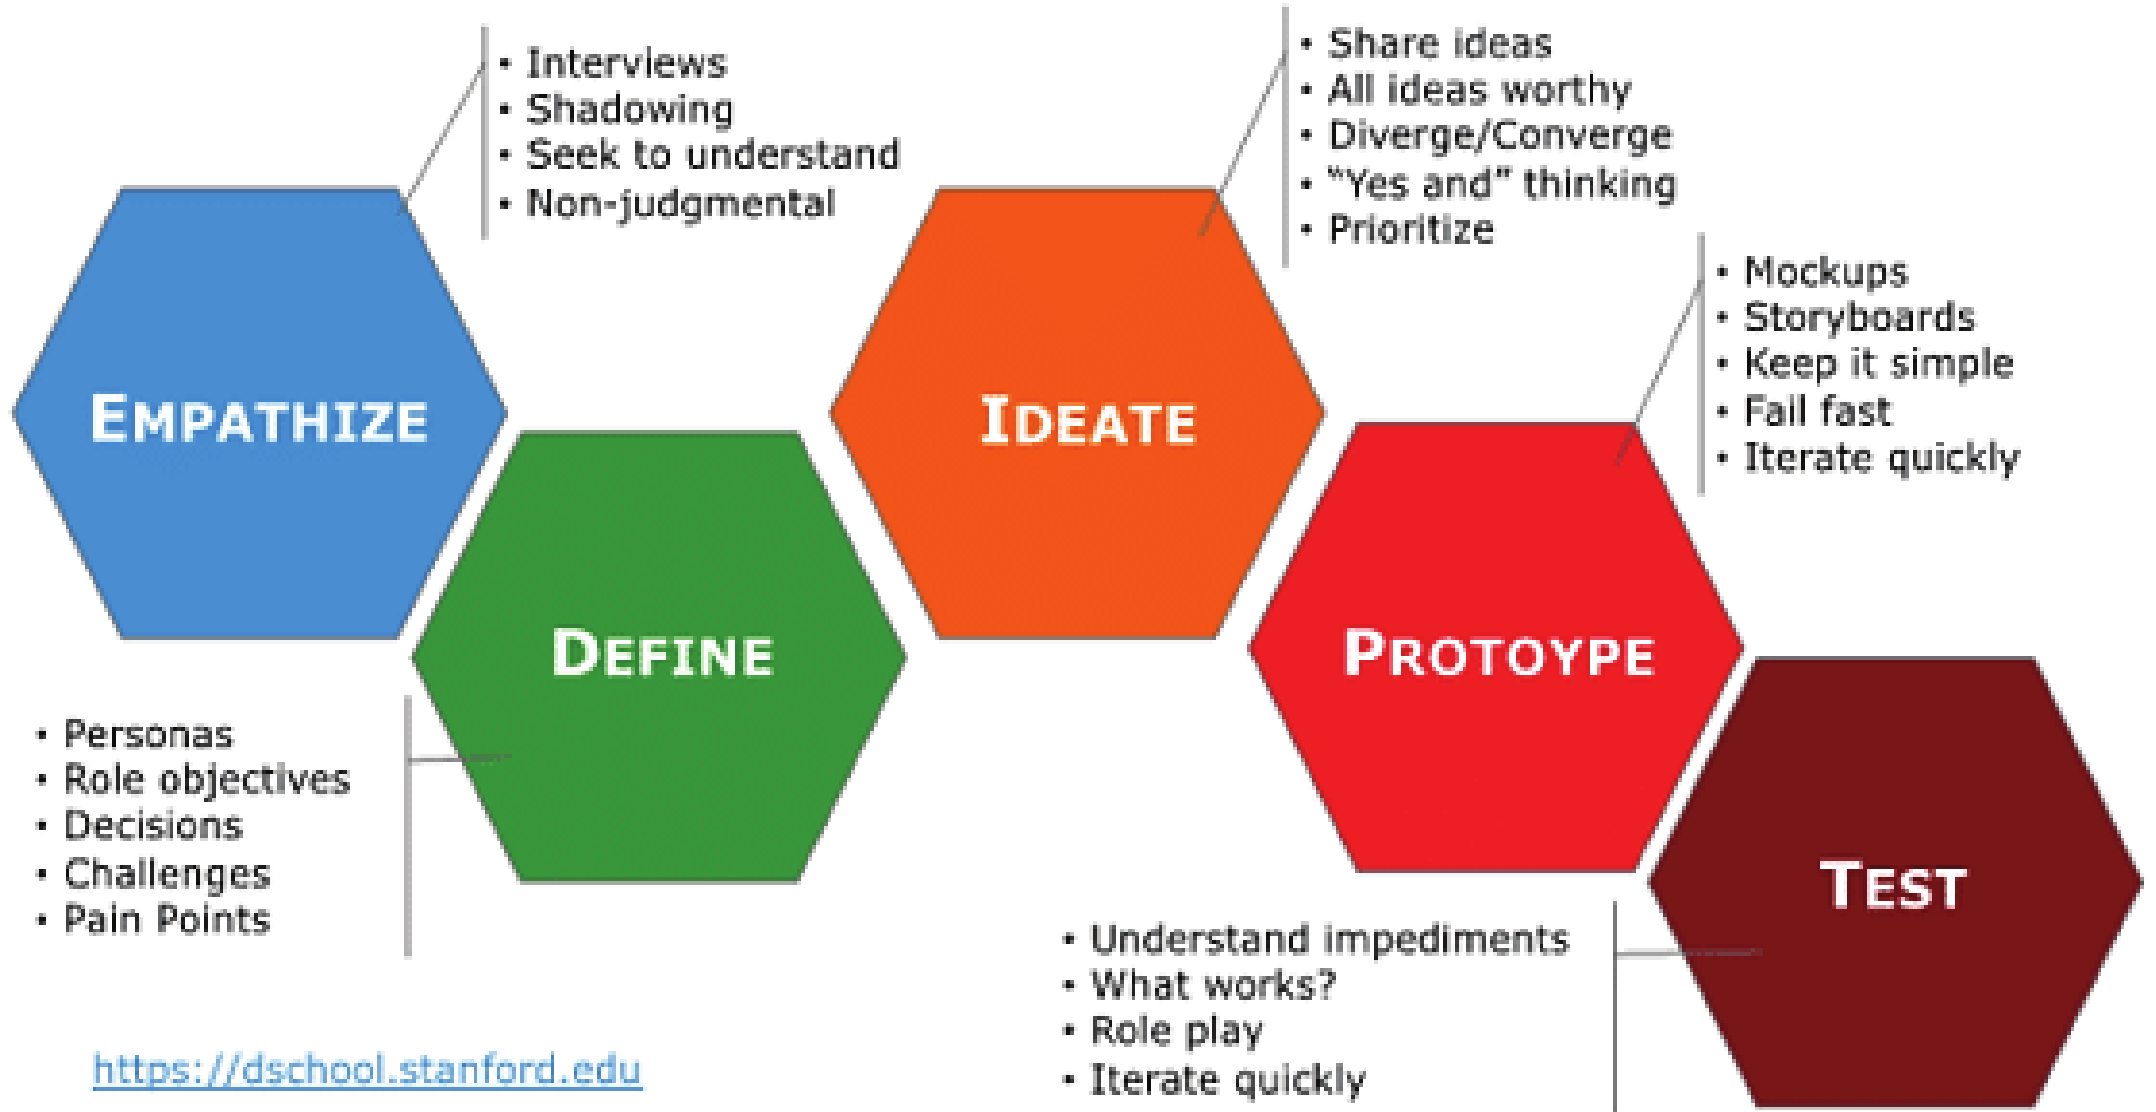 EMPATHIZE
• Interviews
• Shadowing
• Seek to understand
• Non-judgmental
DEFINE
• Personas
• Role objectives
• Decisions
• Challenges
• Pain Points
IDEATE
• Share ideas
• All ideas worthy
• Diverge/Converge
• “Yes and” thinking
• Prioritize
PROTOYPE
• Mockups
• Storyboards
• Keep it simple
• Fail fast
• Iterate quickly
TEST
• Understand impediments
• What works?
• Role play
• Iterate quickly
https://dschool.stanford.edu